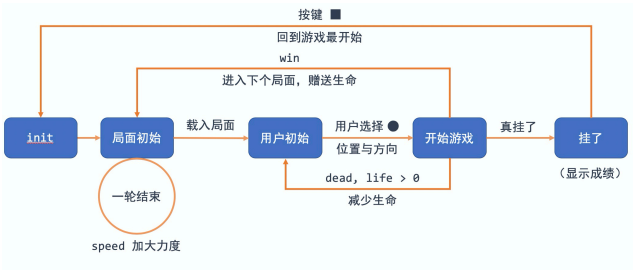 按键 ■
回到游戏最开始
win
进入下个局面，赠送生命
init
局面初始
载入局面
用户初始
用户选择 ●
位置与方向
开始游戏
真挂了
挂了
（显示成绩）
dead, life > 0
减少生命
一轮结束
speed 加大力度